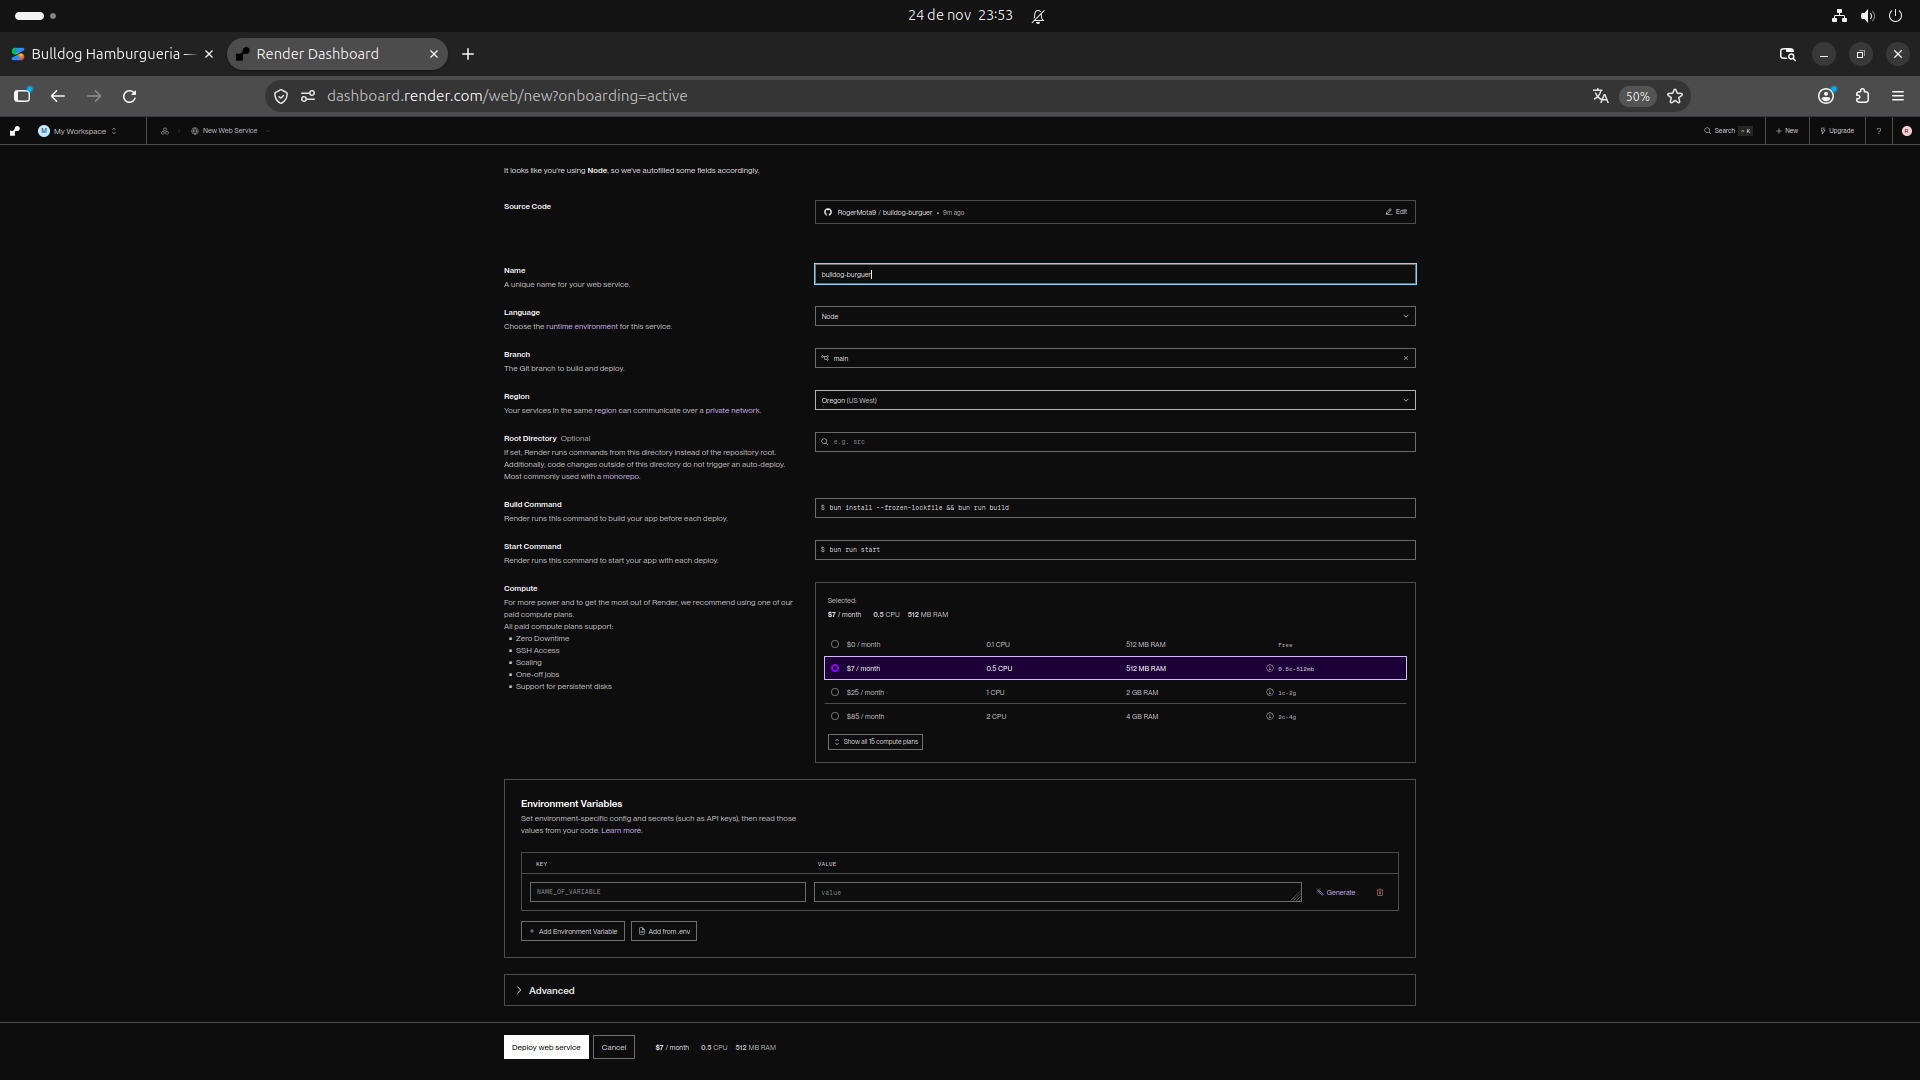 24 de nov 23:53
Bulldog Hamburgueria —
Render Dashboard
dashboard.render.com/web/new?onboarding=active
50%
M My Workspace
New Web Service
Search
K
+ New
Upgrade
?
R
It looks like you're using Node, so we've autofilled some fields accordingly.
Source Code
RogerMota9 / bulldog-burguer • 9m ago
Edit
Name
A unique name for your web service.
bulldog-burguer
Language
Choose the runtime environment for this service.
Node
Branch
The Git branch to build and deploy.
main
Region
Your services in the same region can communicate over a private network.
Oregon (US West)
Root Directory Optional
If set, Render runs commands from this directory instead of the repository root.
Additionally, code changes outside of this directory do not trigger an auto-deploy.
Most commonly used with a monorepo.
e.g. src
Build Command
Render runs this command to build your app before each deploy.
$ bun install --frozen-lockfile && bun run build
Start Command
Render runs this command to start your app with each deploy.
$ bun run start
Compute
For more power and to get the most out of Render, we recommend using one of our
paid compute plans.
All paid compute plans support:
• Zero Downtime
• SSH Access
• Scaling
• One-off jobs
• Support for persistent disks
Selected:
$7 / month 0.5 CPU 512 MB RAM
$0 / month 0.1 CPU 512 MB RAM Free
$7 / month 0.5 CPU 512 MB RAM 0.5c-512mb
$25 / month 1 CPU 2 GB RAM 1c-2g
$85 / month 2 CPU 4 GB RAM 2c-4g
Show all 15 compute plans
Environment Variables
Set environment-specific config and secrets (such as API keys), then read those
values from your code. Learn more.
KEY VALUE
NAME_OF_VARIABLE value Generate
+ Add Environment Variable
Add from .env
Advanced
Deploy web service
Cancel
$7 / month 0.5 CPU 512 MB RAM